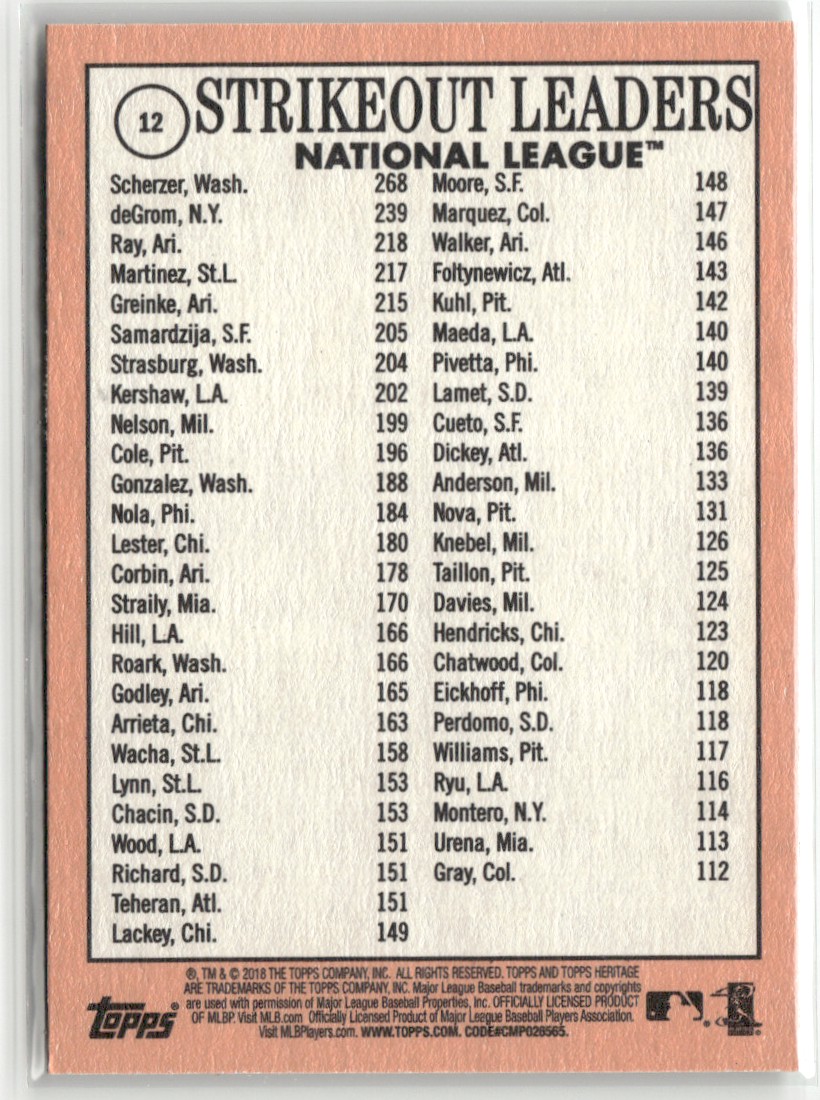 12 STRIKEOUT LEADERS
NATIONAL LEAGUE™
Scherzer, Wash. 268
deGrom, N.Y. 239
Ray, Ari. 218
Martinez, St.L. 217
Greinke, Ari. 215
Samardzija, S.F. 205
Strasburg, Wash. 204
Kershaw, L.A. 202
Nelson, Mil. 199
Cole, Pit. 196
Gonzalez, Wash. 188
Nola, Phi. 184
Lester, Chi. 180
Corbin, Ari. 178
Straily, Mia. 170
Hill, L.A. 166
Roark, Wash. 166
Godley, Ari. 165
Arrieta, Chi. 163
Wacha, St.L. 158
Lynn, St.L. 153
Chacin, S.D. 153
Wood, L.A. 151
Richard, S.D. 151
Teheran, Atl. 151
Lackey, Chi. 149
Moore, S.F. 148
Marquez, Col. 147
Walker, Ari. 146
Foltynewicz, Atl. 143
Kuhl, Pit. 142
Maeda, L.A. 140
Pivetta, Phi. 140
Lamet, S.D. 139
Cueto, S.F. 136
Dickey, Atl. 136
Anderson, Mil. 133
Nova, Pit. 131
Knebel, Mil. 126
Taillon, Pit. 125
Davies, Mil. 124
Hendricks, Chi. 123
Chatwood, Col. 120
Eickhoff, Phi. 118
Perdomo, S.D. 118
Williams, Pit. 117
Ryu, L.A. 116
Montero, N.Y. 114
Urena, Mia. 113
Gray, Col. 112
®, TM & © 2018 THE TOPPS COMPANY, INC. ALL RIGHTS RESERVED. TOPPS AND TOPPS HERITAGE
ARE TRADEMARKS OF THE TOPPS COMPANY, INC. Major League Baseball trademarks and copyrights
are used with permission of Major League Baseball Properties, Inc. OFFICIALLY LICENSED PRODUCT
OF MLBP. Visit MLB.com Officially Licensed Product of Major League Baseball Players Association.
Visit MLBPlayers.com. WWW.TOPPS.COM. CODE#CMP026565.
Topps®